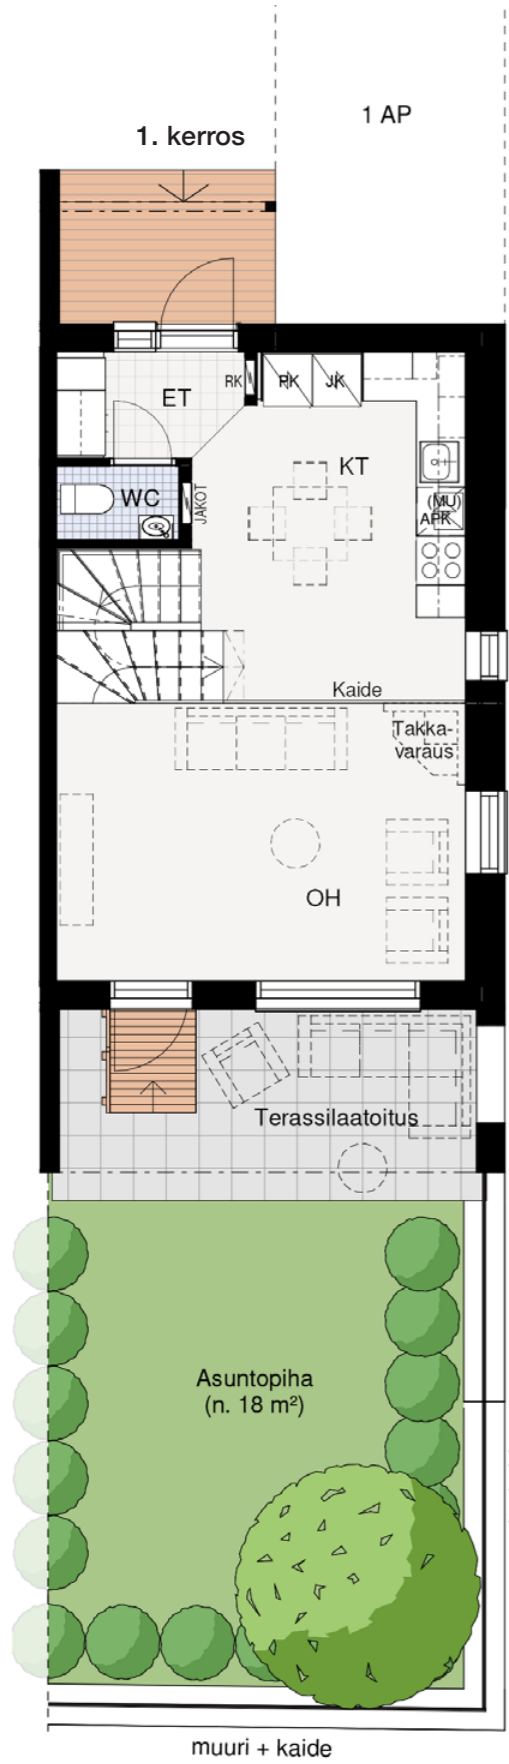 1 AP
1. kerros
ET
RK
PK
JK
KT
WC
JAKOT
(MU)
APK
Kaide
Takka-
varaus
OH
Terassilaatoitus
Asuntopiha
(n. 18 m²)
muuri + kaide